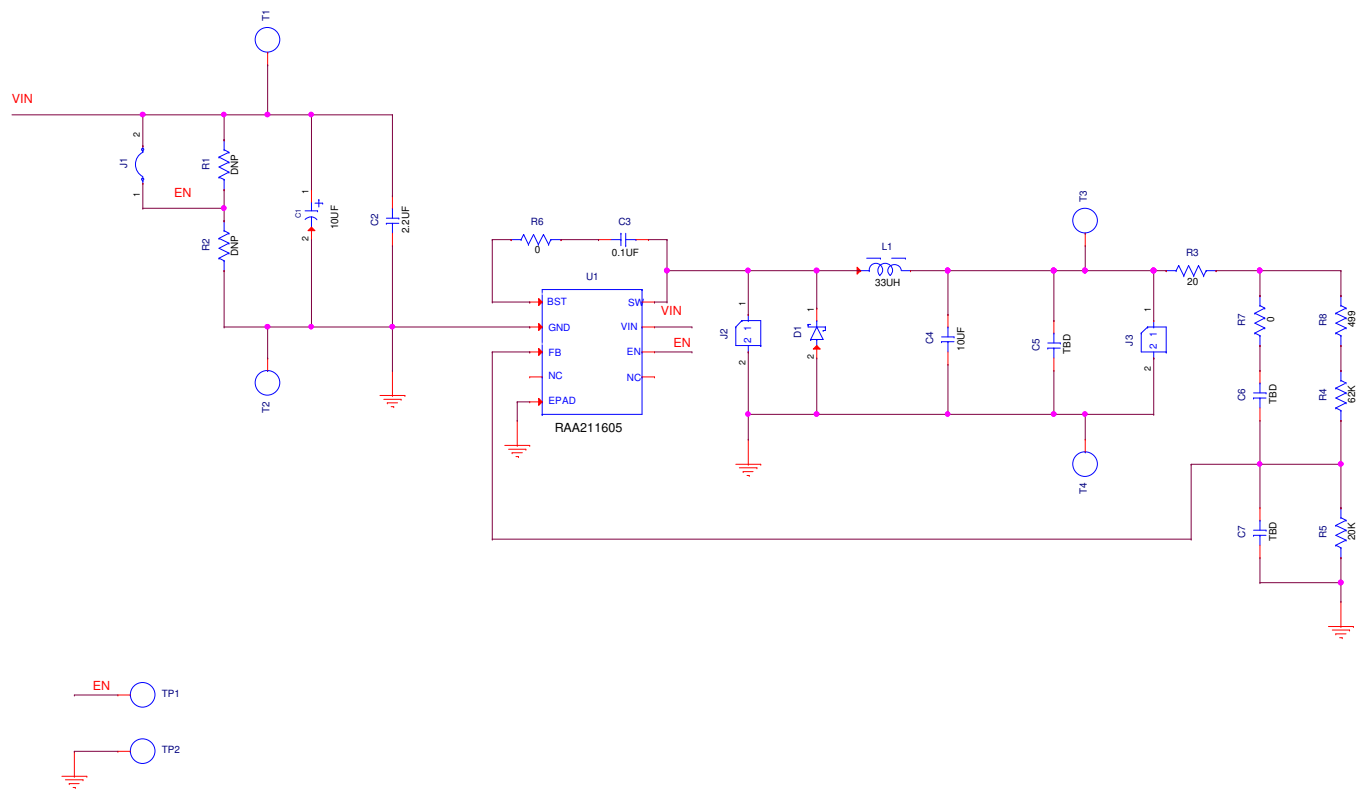 T1
VIN
2
J1
1
EN
R1
DNP
R2
DNP
1
C1
+
10UF
2
C2
2.2UF
T2
R6
0
C3
0.1UF
U1
BST
SW
VIN
GND
VIN
EN
FB
EN
NC
NC
EPAD
RAA211605
1
J2
2 1
2
1
D1
2
L1
33UH
C4
10UF
C5
TBD
T3
T4
1
J3
2 1
2
R3
20
R7
0
R8
499
C6
TBD
R4
62K
C7
TBD
R5
20K
EN
TP1
TP2